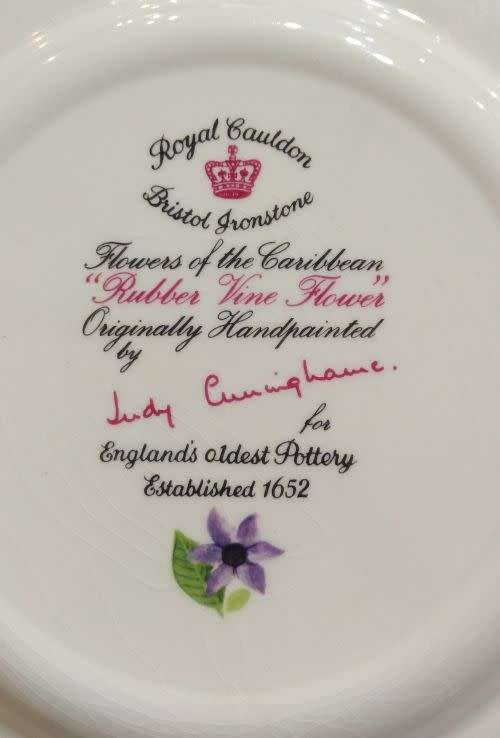 Royal Cauldon
Bristol Ironstone
Flowers of the Caribbean
"Rubber Vine Flower"
Originally Handpainted
by
Judy Cunninghame.
for
England's oldest Pottery
Established 1652